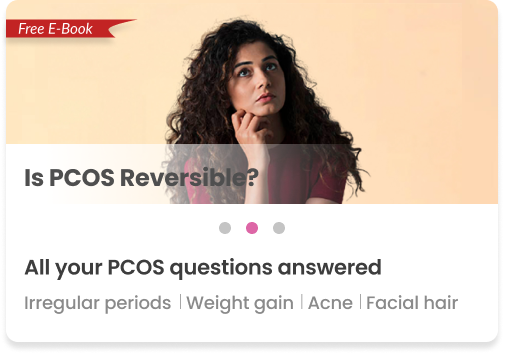 Free E-Book
Is PCOS Reversible?
All your PCOS questions answered
Irregular periods | Weight gain | Acne | Facial hair